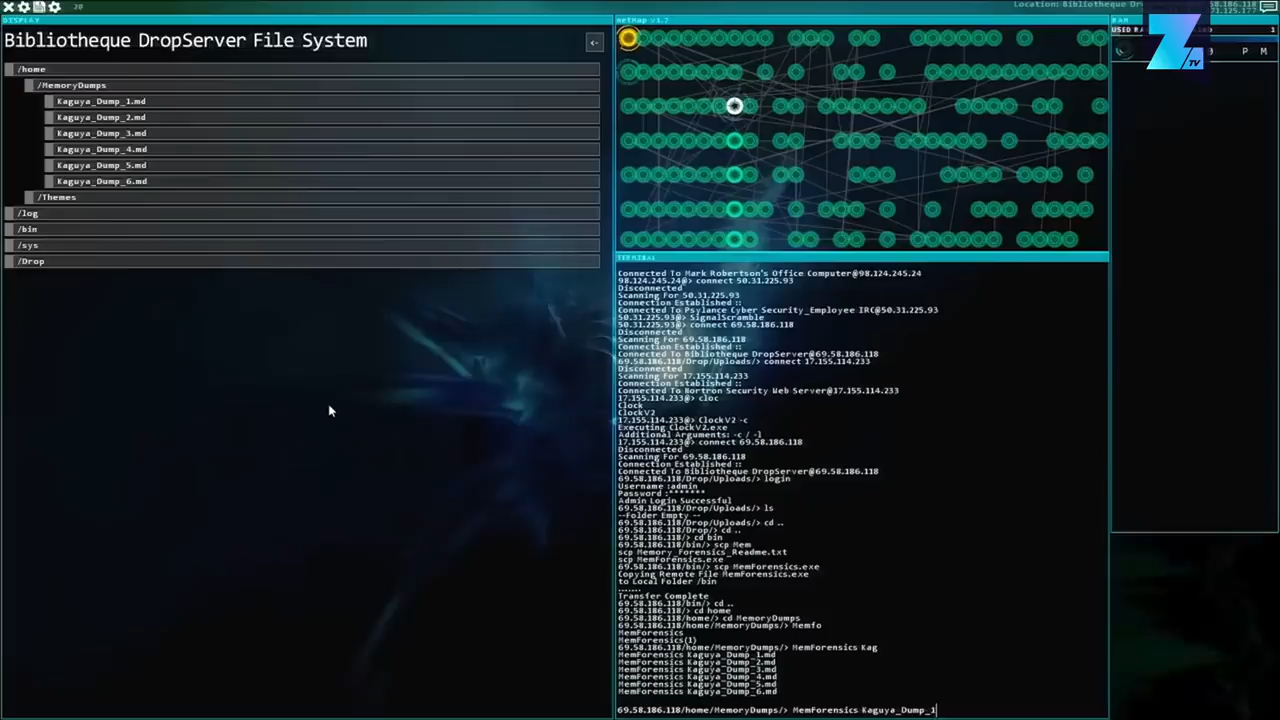 Location: Bibliotheque
DISPLAY
Bibliotheque DropServer File System
<-
/home
/MemoryDumps
Kaguya_Dump_1.md
Kaguya_Dump_2.md
Kaguya_Dump_3.md
Kaguya_Dump_4.md
Kaguya_Dump_5.md
Kaguya_Dump_6.md
/Themes
/log
/bin
/sys
/Drop
netMap v1.7
TERMINAL
Connected To Mark Robertson's Office Computer@98.124.245.24
98.124.245.24@> connect 50.31.225.93
Disconnected
Scanning For 50.31.225.93
Connection Established ::
Connected To Psylance Cyber Security_Employee IRC@50.31.225.93
50.31.225.93@> SignalScramble
50.31.225.93@> connect 69.58.186.118
Disconnected
Scanning For 69.58.186.118
Connection Established ::
Connected To Bibliotheque DropServer@69.58.186.118
69.58.186.118/Drop/Uploads/> connect 17.155.114.233
Disconnected
Scanning For 17.155.114.233
Connection Established ::
Connected To Nortron Security Web Server@17.155.114.233
17.155.114.233@> cloc
Clock
ClockV2
17.155.114.233@> ClockV2 -c
Executing ClockV2.exe
Additional Arguments: -c / -l
17.155.114.233@> connect 69.58.186.118
Disconnected
Scanning For 69.58.186.118
Connection Established ::
Connected To Bibliotheque DropServer@69.58.186.118
69.58.186.118/Drop/Uploads/> login
Username :admin
Password :*******
Admin Login Successful
69.58.186.118/Drop/Uploads/> ls
--Folder Empty --
69.58.186.118/Drop/Uploads/> cd ..
69.58.186.118/Drop/> cd ..
69.58.186.118/> cd bin
69.58.186.118/bin/> scp Mem
scp Memory_Forensics_Readme.txt
scp MemForensics.exe
69.58.186.118/bin/> scp MemForensics.exe
Copying Remote File MemForensics.exe
to Local Folder /bin
.......
Transfer Complete
69.58.186.118/bin/> cd ..
69.58.186.118/> cd home
69.58.186.118/home/> cd MemoryDumps
69.58.186.118/home/MemoryDumps/> Memfo
MemForensics
MemForensics(1)
69.58.186.118/home/MemoryDumps/> MemForensics Kag
MemForensics Kaguya_Dump_1.md
MemForensics Kaguya_Dump_2.md
MemForensics Kaguya_Dump_3.md
MemForensics Kaguya_Dump_4.md
MemForensics Kaguya_Dump_5.md
MemForensics Kaguya_Dump_6.md
69.58.186.118/home/MemoryDumps/> MemForensics Kaguya_Dump_1
RAM
USED
1
P M
Z TV